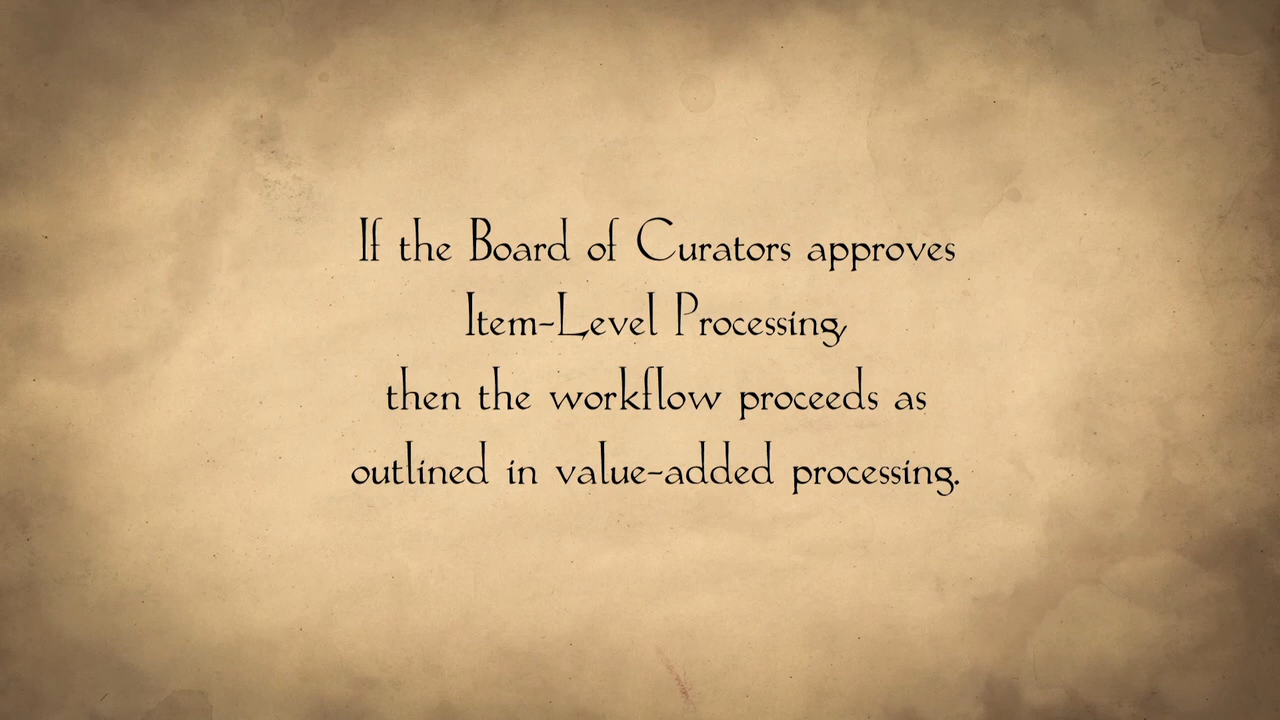 If the Board of Curators approves
Item-Level Processing,
then the workflow proceeds as
outlined in value-added processing.